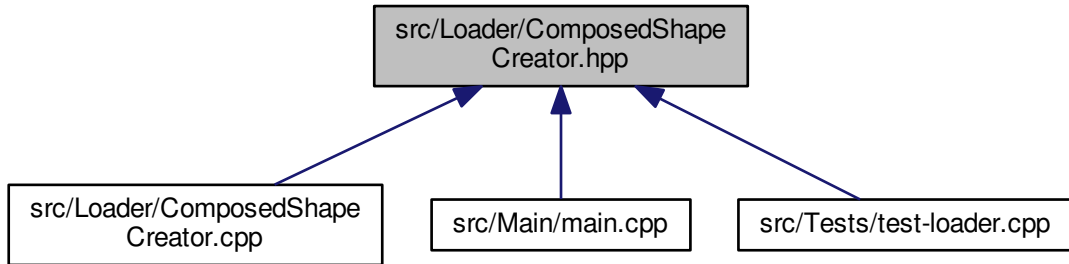 src/Loader/ComposedShape
Creator.hpp
src/Loader/ComposedShape
Creator.cpp
src/Main/main.cpp
src/Tests/test-loader.cpp